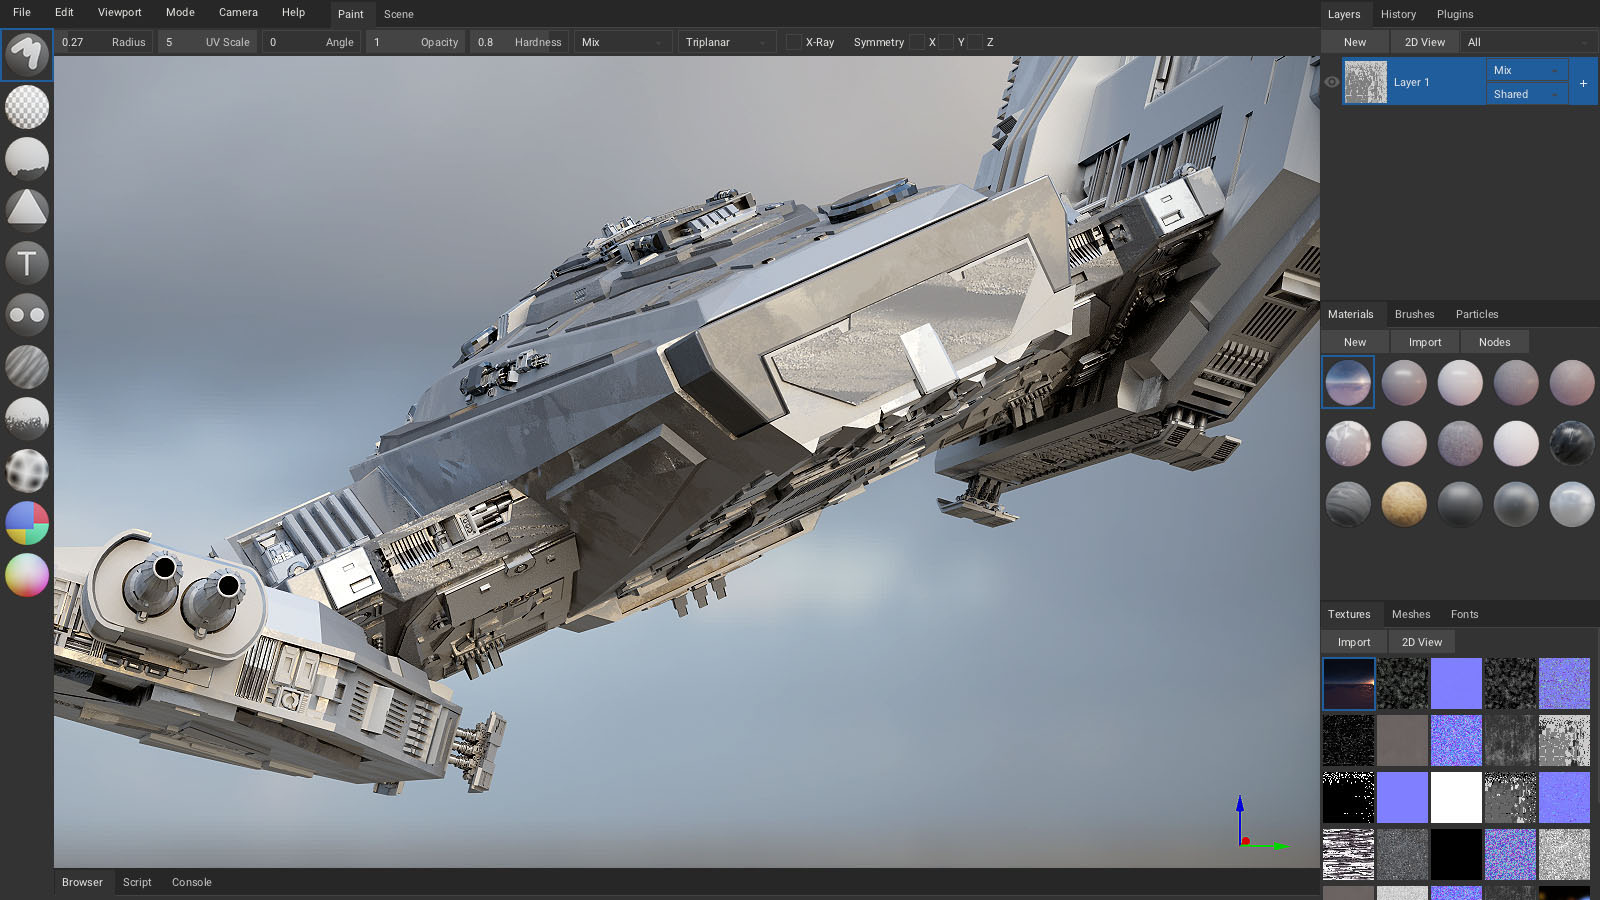 File Edit Viewport Mode Camera Help Paint Scene
0.27 Radius 5 UV Scale 0 Angle 1 Opacity 0.8 Hardness Mix Triplanar X-Ray Symmetry X Y Z
T
Layers History Plugins
New 2D View All
Layer 1 Mix
Shared
+
Materials Brushes Particles
New Import Nodes
Textures Meshes Fonts
Import 2D View
Browser Script Console